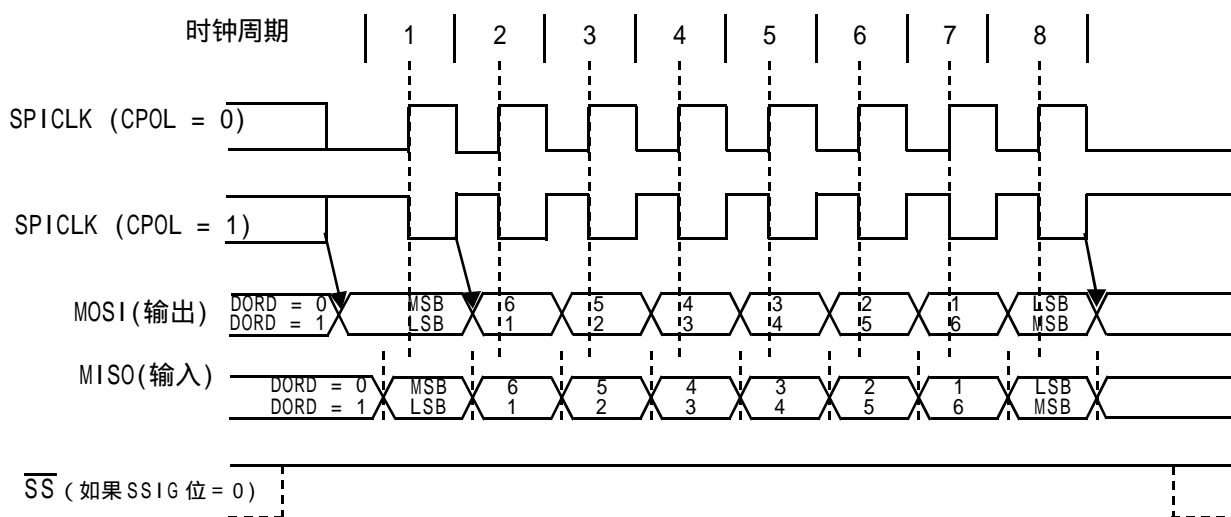 时钟周期 1 2 3 4 5 6 7 8
SPICLK (CPOL = 0)
SPICLK (CPOL = 1)
MOSI(输出) DORD = 0 MSB 6 5 4 3 2 1 LSB
DORD = 1 LSB 1 2 3 4 5 6 MSB
MISO(输入) DORD = 0 MSB 6 5 4 3 2 1 LSB
DORD = 1 LSB 1 2 3 4 5 6 MSB
SS (如果SSIG位=0)